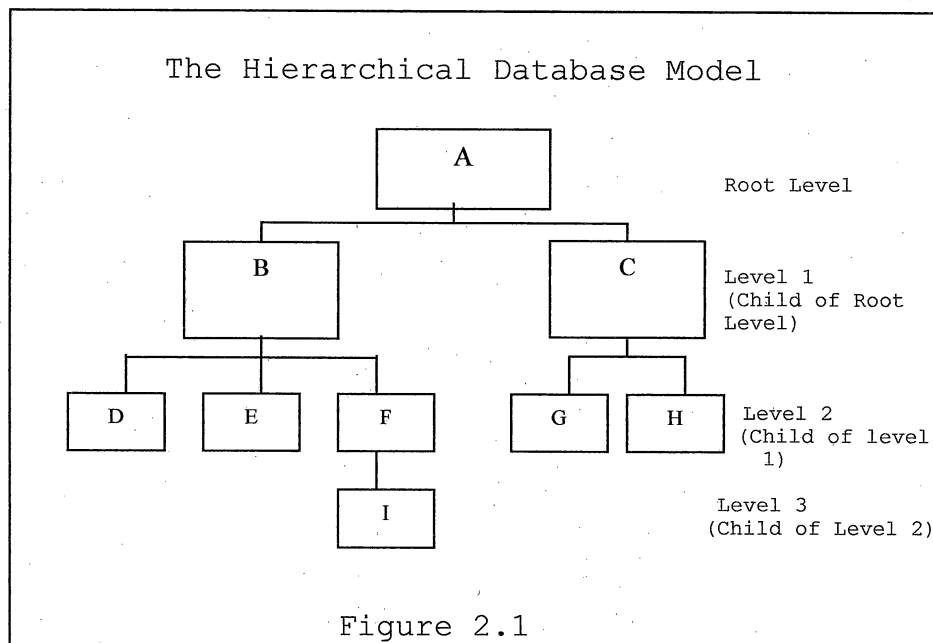 The Hierarchical Database Model
A
Root Level
B
C
Level 1
(Child of Root
Level)
D
E
F
G
H
Level 2
(Child of level
1)
I
Level 3
(Child of Level 2)
Figure 2.1